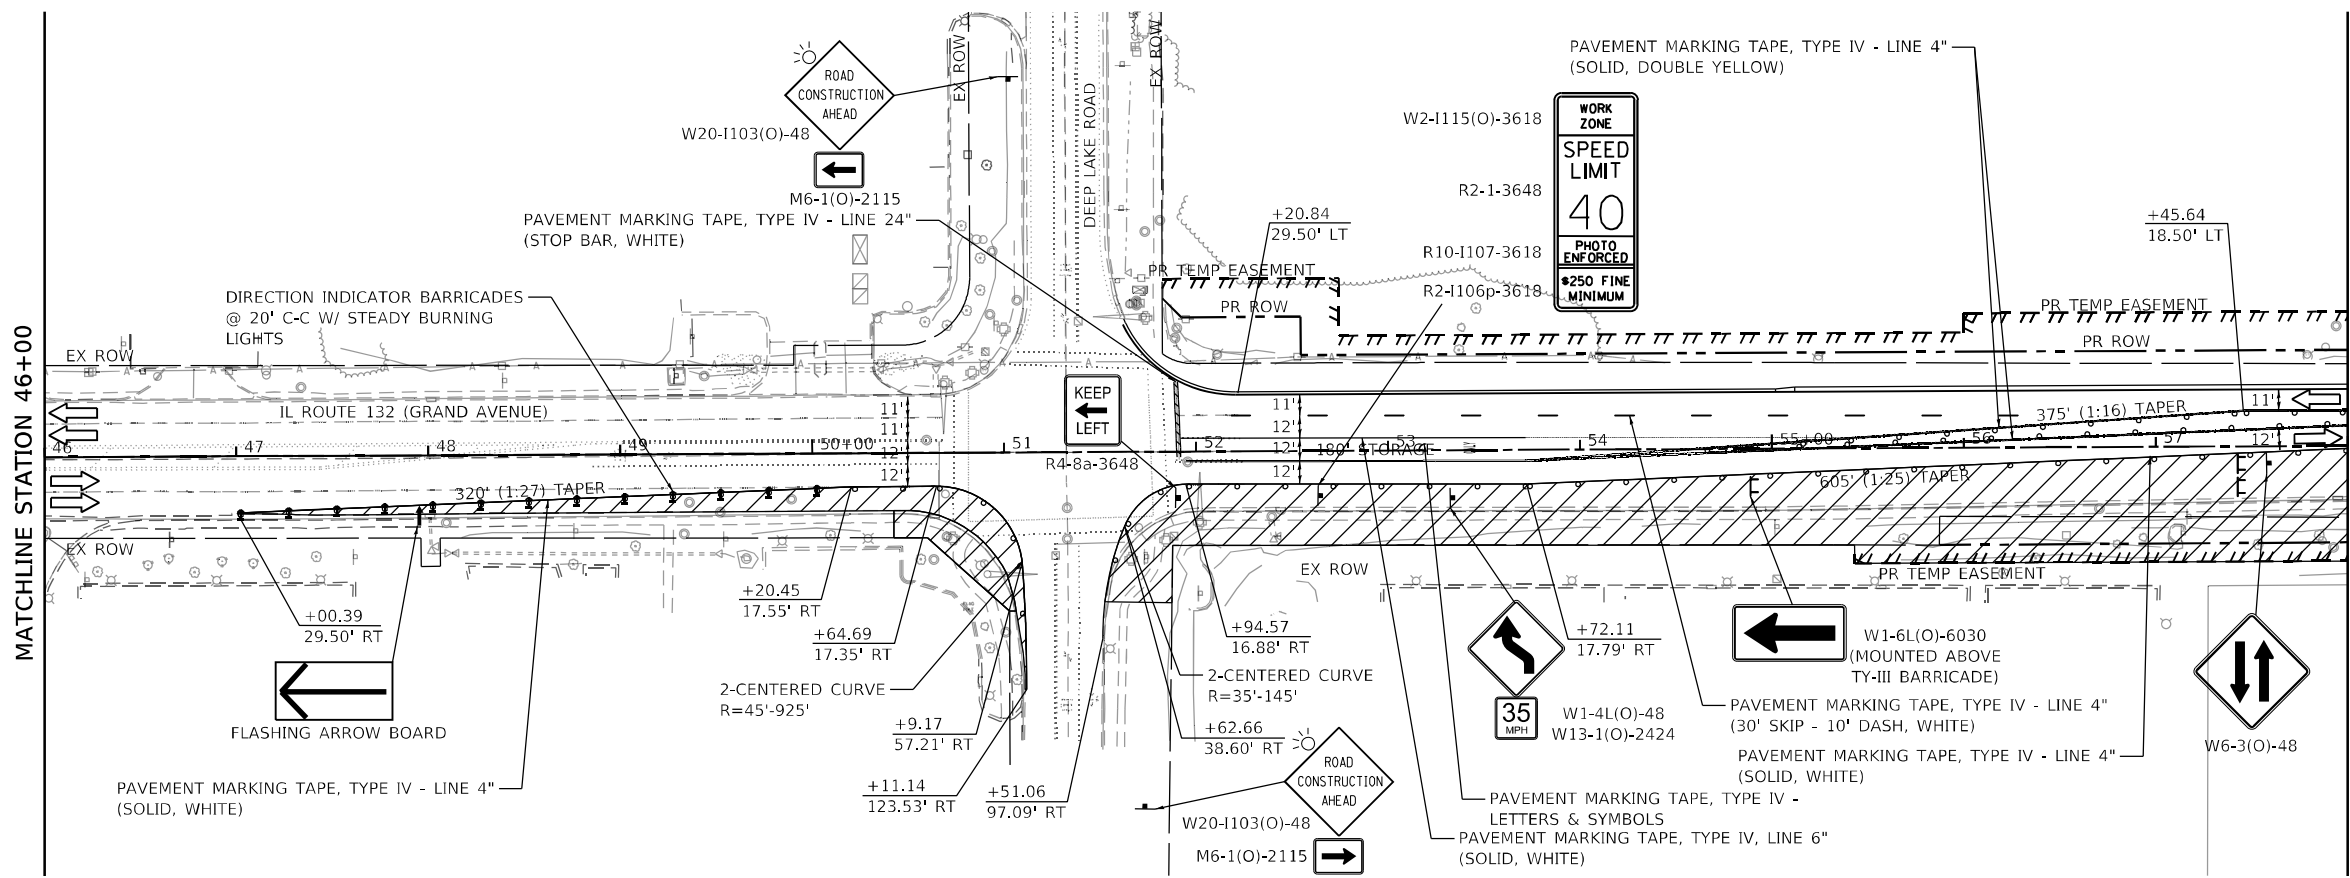 MATCHLINE STATION 46+00
ROAD
CONSTRUCTION
AHEAD
W20-I103(O)-48
M6-1(O)-2115
PAVEMENT MARKING TAPE, TYPE IV - LINE 24"
(STOP BAR, WHITE)
EX ROW
DEEP LAKE ROAD
EX ROW
PAVEMENT MARKING TAPE, TYPE IV - LINE 4"
(SOLID, DOUBLE YELLOW)
W2-I115(O)-3618
R2-1-3648
R10-I107-3618
R2-I106p-3618
WORK
ZONE
SPEED
LIMIT
40
PHOTO
ENFORCED
$250 FINE
MINIMUM
+20.84
29.50' LT
+45.64
18.50' LT
PR TEMP EASEMENT
PR ROW
PR TEMP EASEMENT
PR ROW
DIRECTION INDICATOR BARRICADES
@ 20' C-C W/ STEADY BURNING
LIGHTS
EX ROW
IL ROUTE 132 (GRAND AVENUE)
11'
11'
12'
12'
KEEP
LEFT
R4-8a-3648
11'
12'
12'
12'
180' STORAGE
375' (1:16) TAPER
11'
12'
46
47
48
49
50+00
51
52
53
54
55+00
56
57
320' (1:27) TAPER
605' (1:25) TAPER
EX ROW
EX ROW
PR TEMP EASEMENT
+00.39
29.50' RT
+20.45
17.55' RT
+64.69
17.35' RT
2-CENTERED CURVE
R=45'-925'
+9.17
57.21' RT
+11.14
123.53' RT
+51.06
97.09' RT
+94.57
16.88' RT
2-CENTERED CURVE
R=35'-145'
+62.66
38.60' RT
+72.11
17.79' RT
FLASHING ARROW BOARD
PAVEMENT MARKING TAPE, TYPE IV - LINE 4"
(SOLID, WHITE)
ROAD
CONSTRUCTION
AHEAD
W20-I103(O)-48
M6-1(O)-2115
35
MPH
W1-4L(O)-48
W13-1(O)-2424
W1-6L(O)-6030
(MOUNTED ABOVE
TY-III BARRICADE)
PAVEMENT MARKING TAPE, TYPE IV - LINE 4"
(30' SKIP - 10' DASH, WHITE)
PAVEMENT MARKING TAPE, TYPE IV - LINE 4"
(SOLID, WHITE)
W6-3(O)-48
PAVEMENT MARKING TAPE, TYPE IV -
LETTERS & SYMBOLS
PAVEMENT MARKING TAPE, TYPE IV, LINE 6"
(SOLID, WHITE)